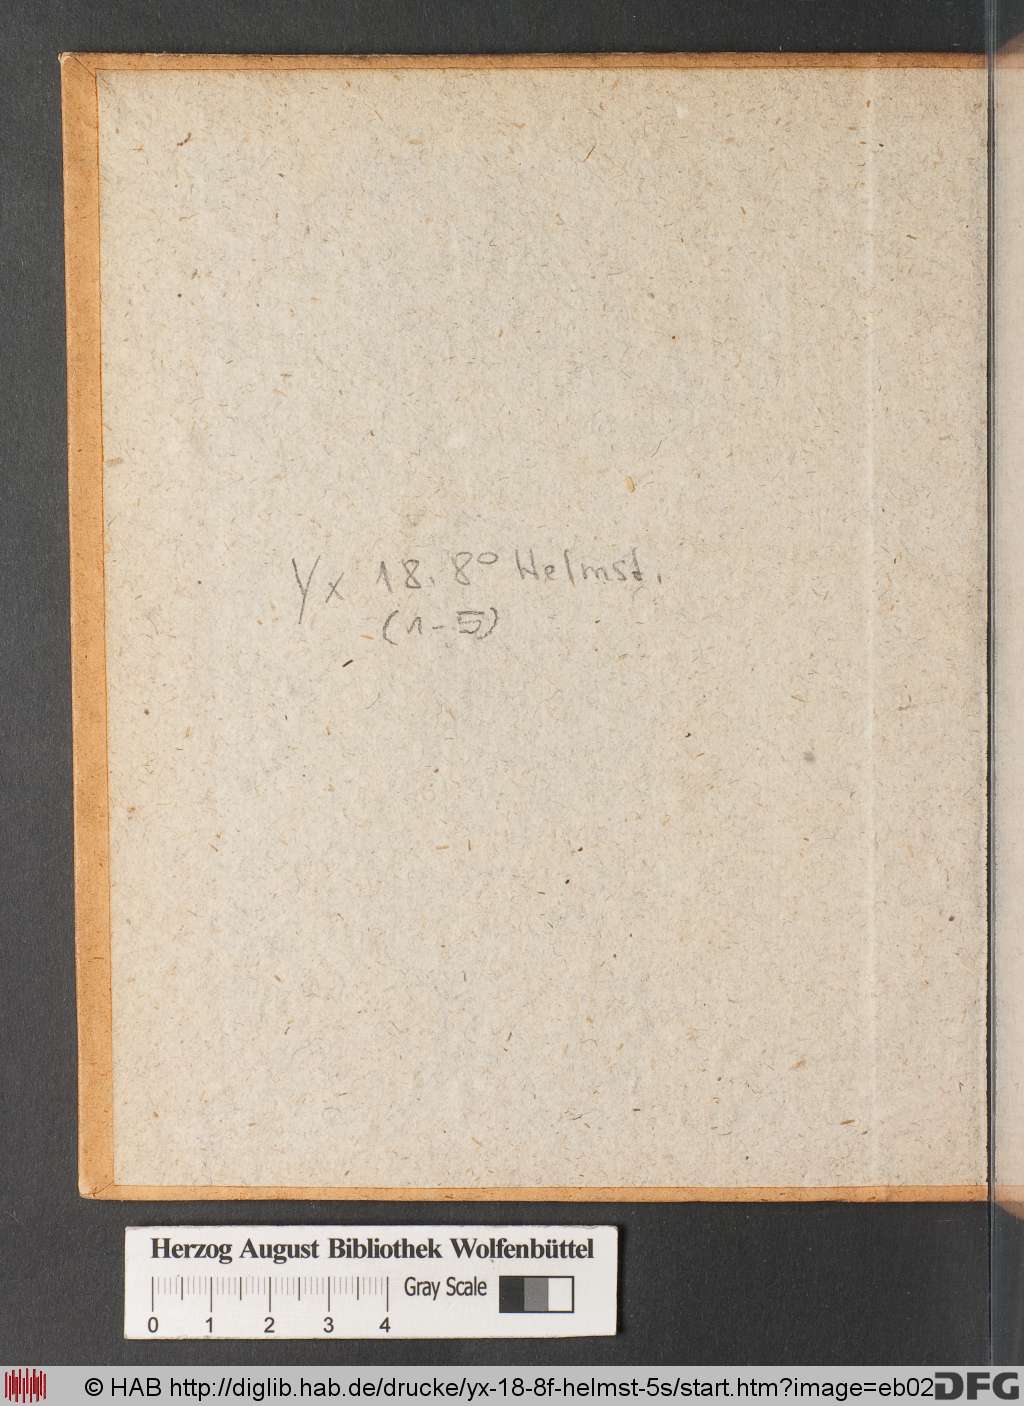 Yx 18. 8° Helmst.
(1-5)
Herzog August Bibliothek Wolfenbüttel
Gray Scale
0 1 2 3 4
© HAB http://diglib.hab.de/drucke/yx-18-8f-helmst-5s/start.htm?image=eb02
DFG